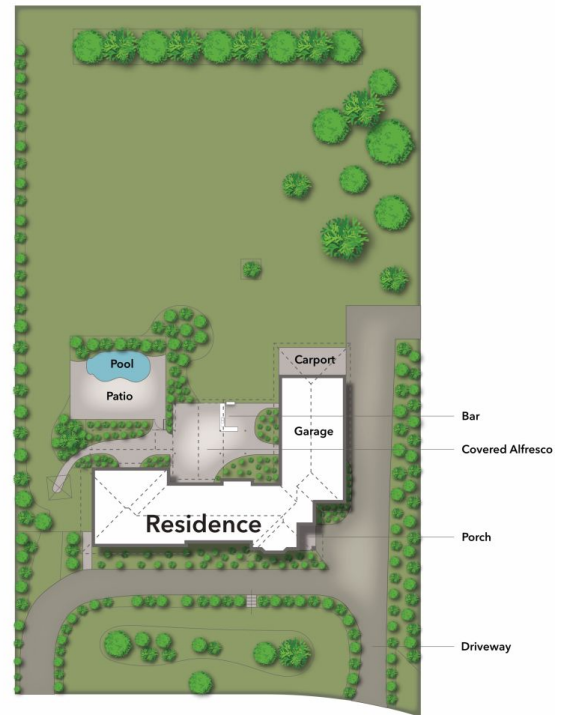 Pool
Patio
Carport
Garage
Bar
Covered Alfresco
Residence
Porch
Driveway